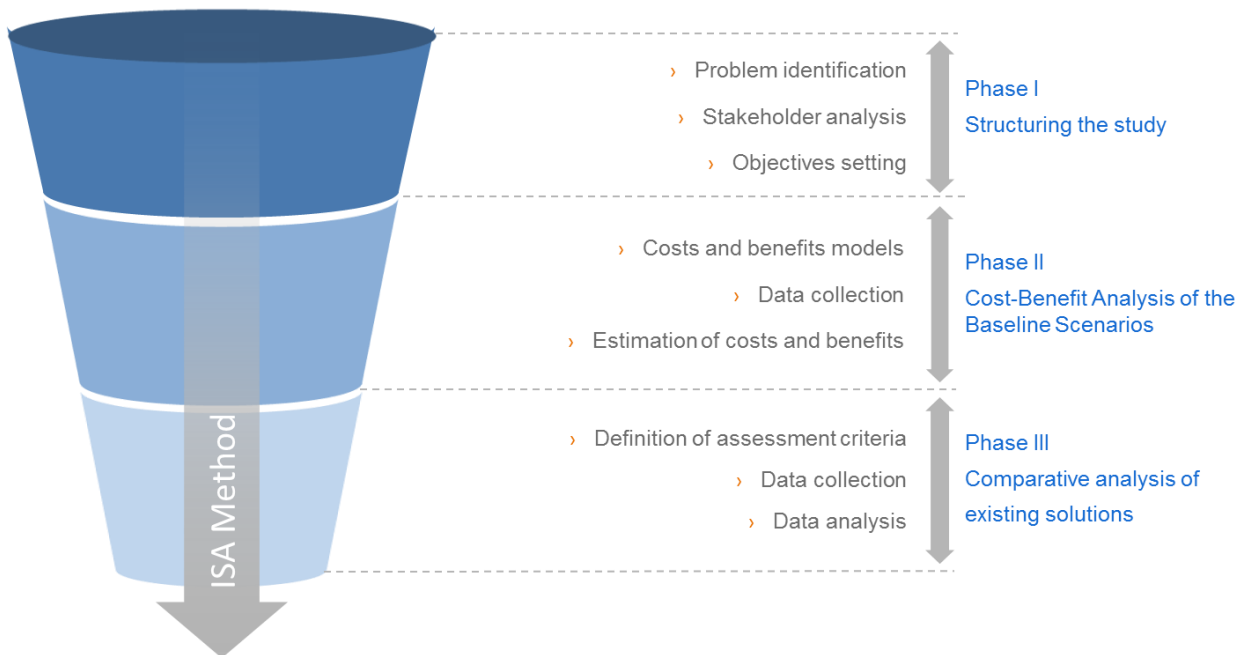 › Problem identification
› Stakeholder analysis
› Objectives setting
Phase I
Structuring the study
› Costs and benefits models
› Data collection
› Estimation of costs and benefits
Phase II
Cost-Benefit Analysis of the
Baseline Scenarios
› Definition of assessment criteria
› Data collection
› Data analysis
Phase III
Comparative analysis of
existing solutions
ISA Method